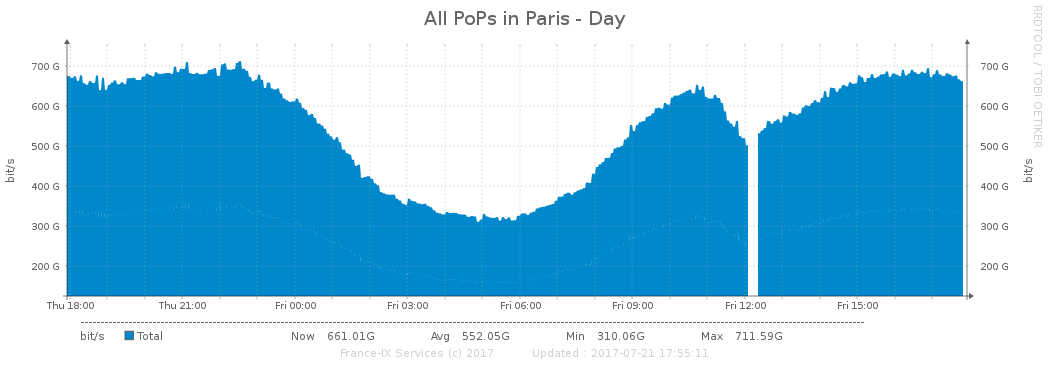 All PoPs in Paris - Day
RRDTOOL / TOBI OETIKER
bit/s
700 G
600 G
500 G
400 G
300 G
200 G
700 G
600 G
500 G
400 G
300 G
200 G
bit/s
Thu 18:00 Thu 21:00 Fri 00:00 Fri 03:00 Fri 06:00 Fri 09:00 Fri 12:00 Fri 15:00
bit/s Total Now 661.01G Avg 552.05G Min 310.06G Max 711.59G
France-IX Services (c) 2017 Updated : 2017-07-21 17:55:11